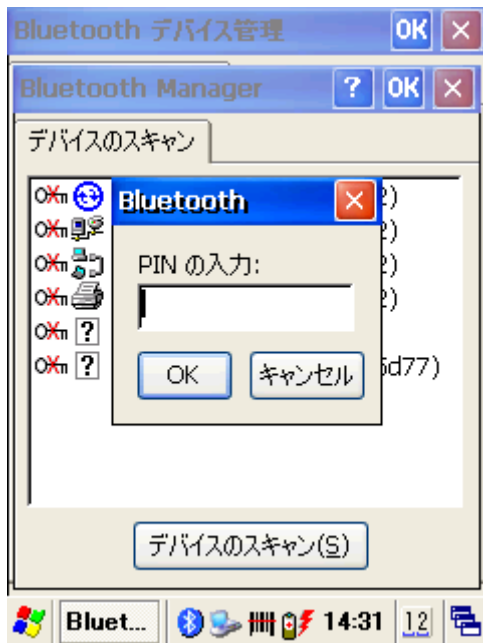 Bluetooth デバイス管理 OK
Bluetooth Manager ? OK
デバイスのスキャン
2)
2)
2)
2)
?
? 5d77)
Bluetooth
PIN の入力:
OK キャンセル
デバイスのスキャン(S)
Bluet... 14:31 12